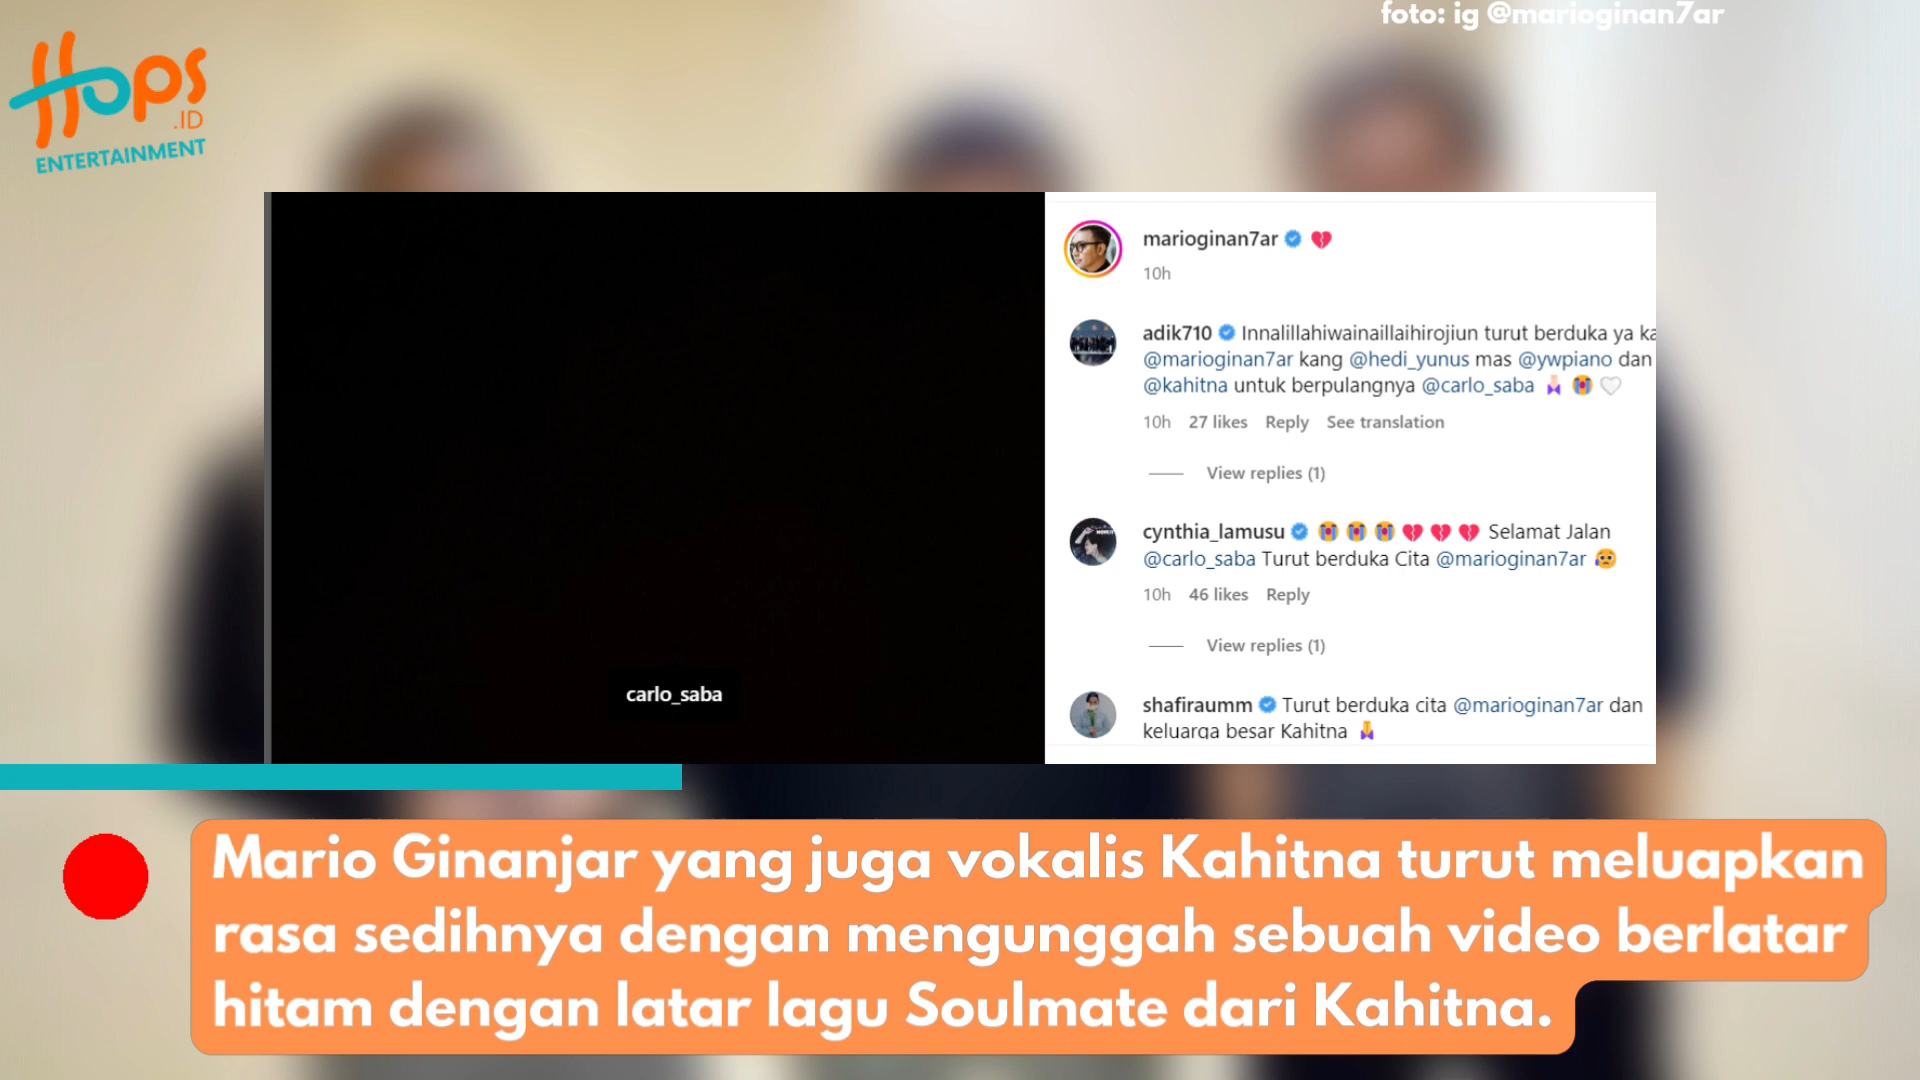 foto: ig @marioginan7ar
Hops
.ID
ENTERTAINMENT
marioginan7ar 💔
10h
adik710 Innalillahiwainaillaihirojiun turut berduka ya ka
@marioginan7ar kang @hedi_yunus mas @ywpiano dan
@kahitna untuk berpulangnya @carlo_saba 🙏🏻 😭 🤍
10h 27 likes Reply See translation
View replies (1)
cynthia_lamusu 😭 😭 😭 💔 💔 💔 Selamat Jalan
@carlo_saba Turut berduka Cita @marioginan7ar 😥
10h 46 likes Reply
View replies (1)
shafiraumm Turut berduka cita @marioginan7ar dan
keluarga besar Kahitna 🙏
carlo_saba
Mario Ginanjar yang juga vokalis Kahitna turut meluapkan
rasa sedihnya dengan mengunggah sebuah video berlatar
hitam dengan latar lagu Soulmate dari Kahitna.